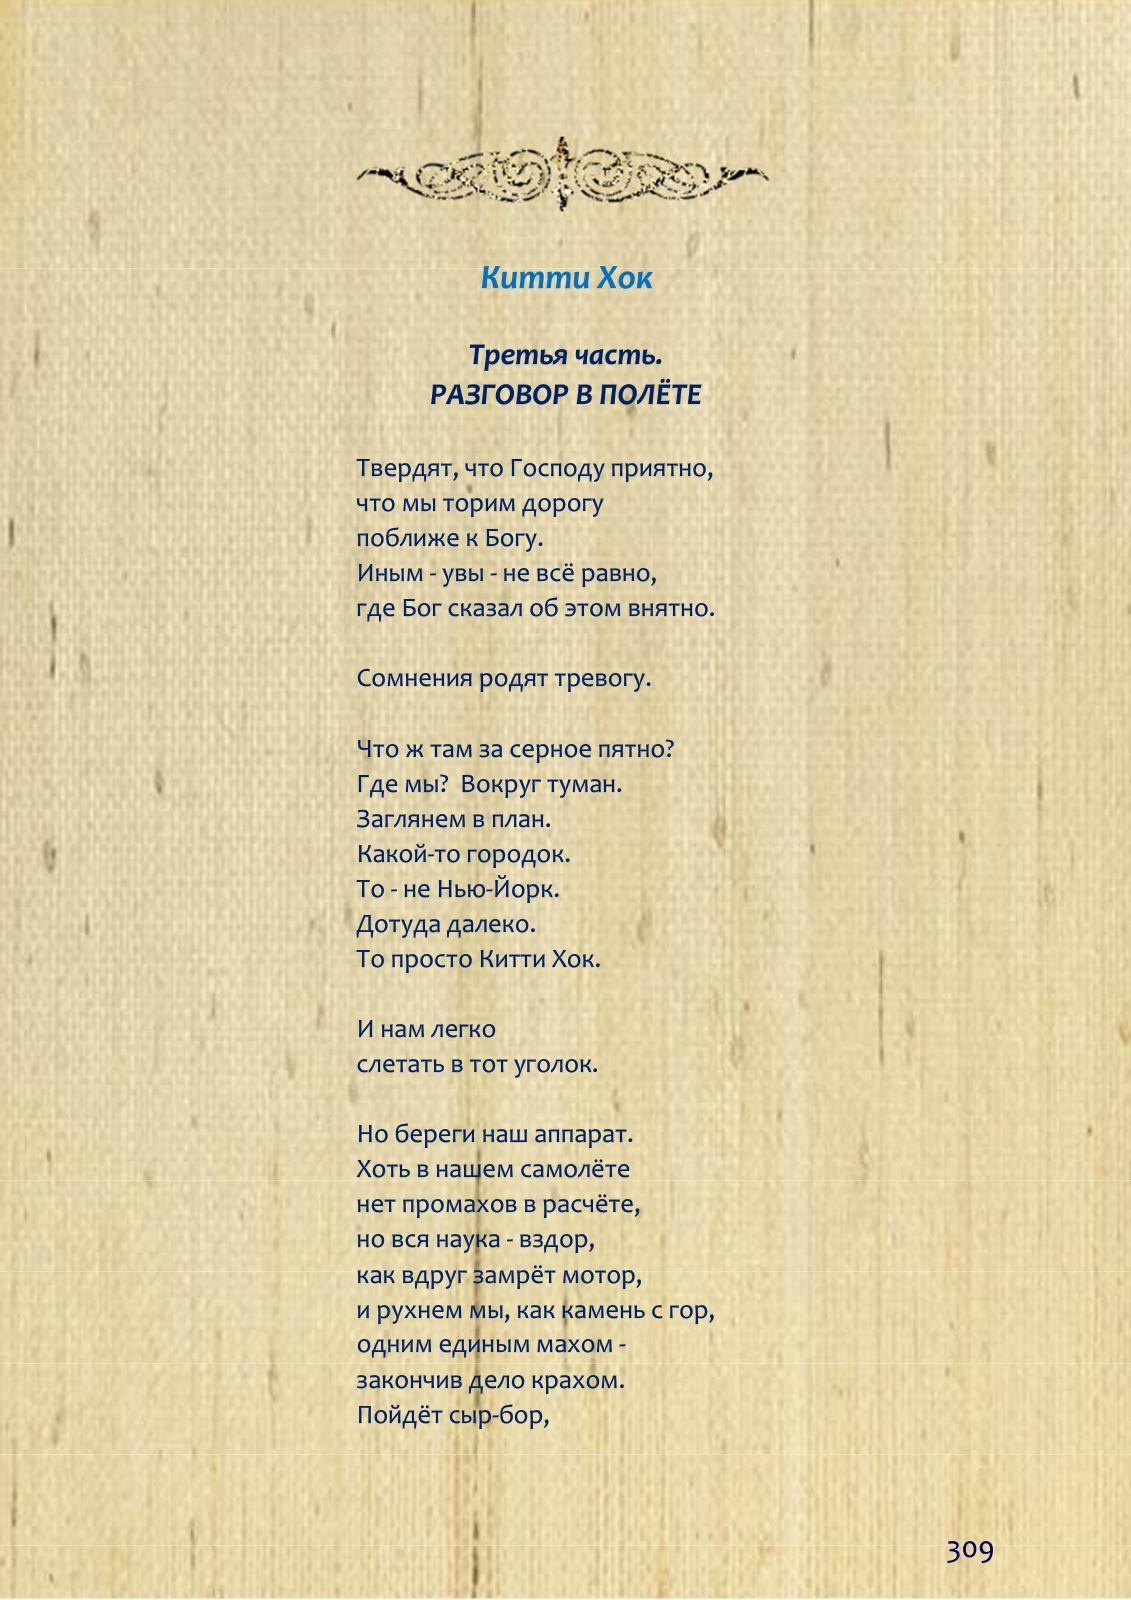 Китти Хок
Третья часть.
РАЗГОВОР В ПОЛЁТЕ
Твердят, что Господу приятно,
что мы торим дорогу
поближе к Богу.
Иным - увы - не всё равно,
где Бог сказал об этом внятно.
Сомнения родят тревогу.
Что ж там за серное пятно?
Где мы?  Вокруг туман.
Заглянем в план.
Какой-то городок.
То - не Нью-Йорк.
Дотуда далеко.
То просто Китти Хок.
И нам легко
слетать в тот уголок.
Но береги наш аппарат.
Хоть в нашем самолёте
нет промахов в расчёте,
но вся наука - вздор,
как вдруг замрёт мотор,
и рухнем мы, как камень с гор,
одним единым махом -
закончив дело крахом.
Пойдёт сыр-бор,
309